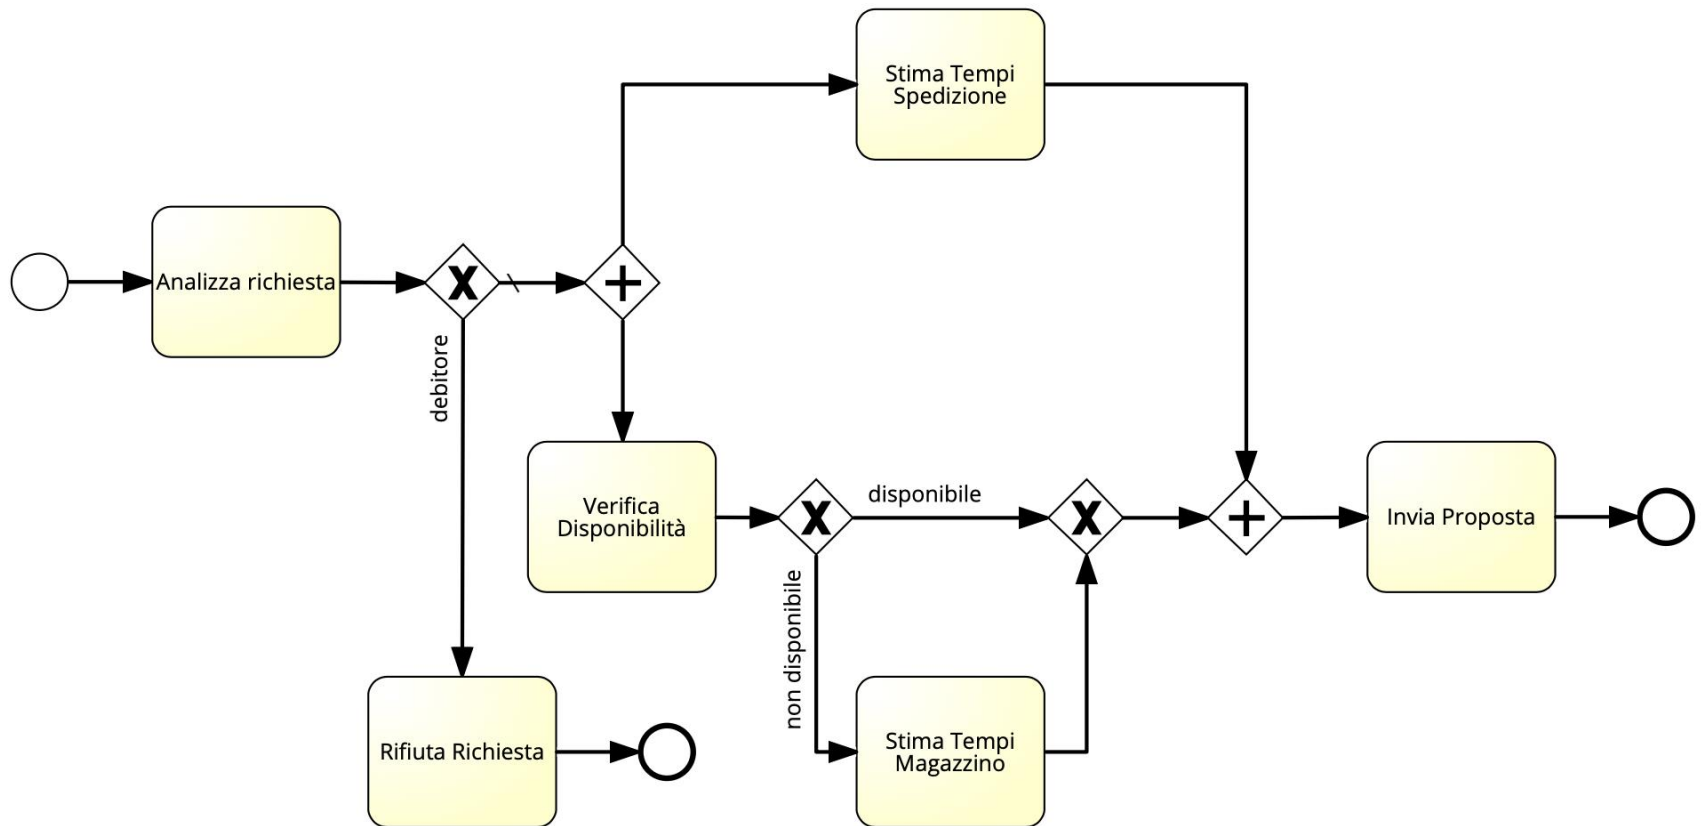 Stima Tempi
Spedizione
Analizza richiesta
debitore
Verifica
Disponibilità
disponibile
Invia Proposta
non disponibile
Rifiuta Richiesta
Stima Tempi
Magazzino